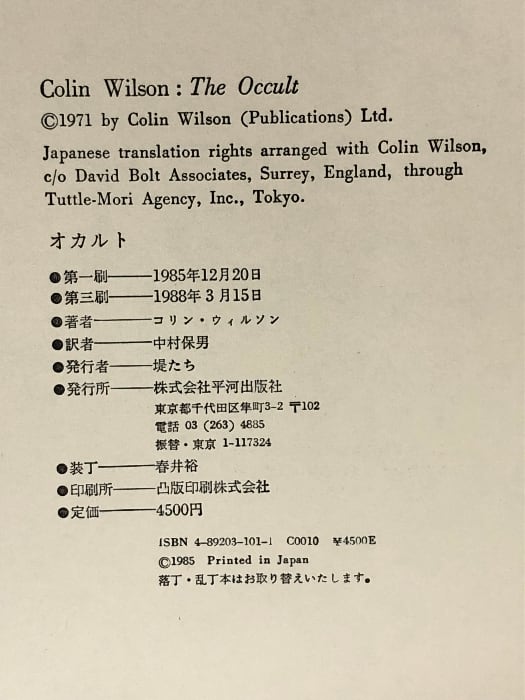 Colin Wilson : The Occult
©1971 by Colin Wilson (Publications) Ltd.
Japanese translation rights arranged with Colin Wilson,
c/o David Bolt Associates, Surrey, England, through
Tuttle-Mori Agency, Inc., Tokyo.
オカルト
●第一刷――1985年12月20日
●第三刷――1988年3月15日
●著者――コリン・ウィルソン
●訳者――中村保男
●発行者――堤たち
●発行所――株式会社平河出版社
東京都千代田区隼町3-2 〒102
電話 03 (263) 4885
振替・東京 1-117324
●装丁――春井裕
●印刷所――凸版印刷株式会社
●定価――4500円
ISBN 4-89203-101-1 C0010 ¥4500E
©1985 Printed in Japan
落丁・乱丁本はお取り替えいたします。